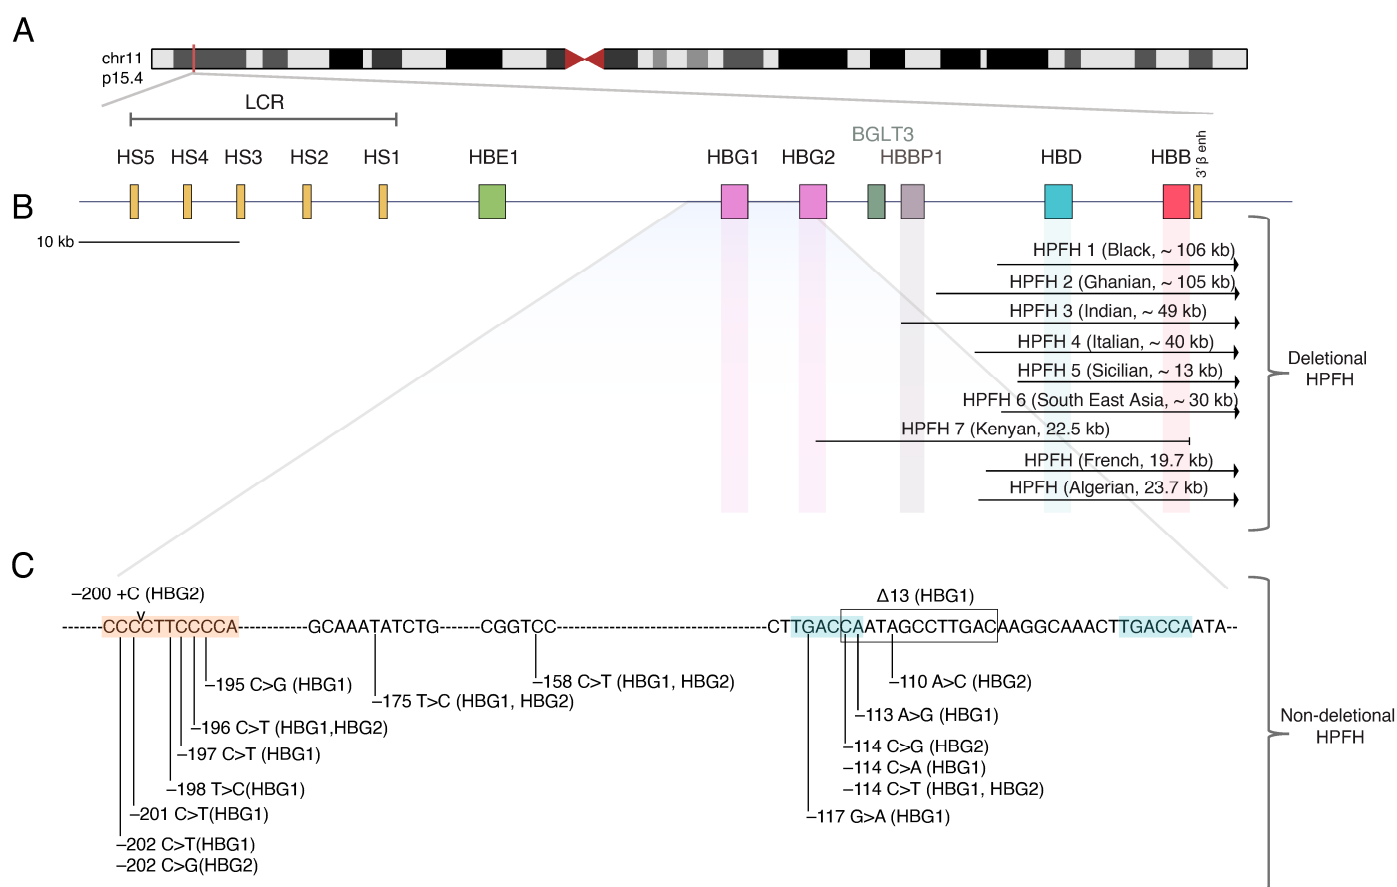 A
chr11
p15.4
LCR
BGLT3
HS5 HS4 HS3 HS2 HS1 HBE1 HBG1 HBG2 HBBP1 HBD HBB 3' β enh
B
10 kb
HPFH 1 (Black, ~ 106 kb)
HPFH 2 (Ghanian, ~ 105 kb)
HPFH 3 (Indian, ~ 49 kb)
HPFH 4 (Italian, ~ 40 kb)
HPFH 5 (Sicilian, ~ 13 kb)
HPFH 6 (South East Asia, ~ 30 kb)
HPFH 7 (Kenyan, 22.5 kb)
HPFH (French, 19.7 kb)
HPFH (Algerian, 23.7 kb)
Deletional
HPFH
C
–200 +C (HBG2)
Δ13 (HBG1)
CCCCTTCCCCA GCAAATATCTG CGGTCC CTTGACCAATAGCCTTGACAAGGCAAACTTGACCAATA
–195 C>G (HBG1)
–175 T>C (HBG1, HBG2)
–158 C>T (HBG1, HBG2)
–110 A>C (HBG2)
–196 C>T (HBG1,HBG2)
–113 A>G (HBG1)
–197 C>T (HBG1)
–114 C>G (HBG2)
–114 C>A (HBG1)
–114 C>T (HBG1, HBG2)
–198 T>C(HBG1)
–201 C>T(HBG1)
–117 G>A (HBG1)
–202 C>T(HBG1)
–202 C>G(HBG2)
Non-deletional
HPFH